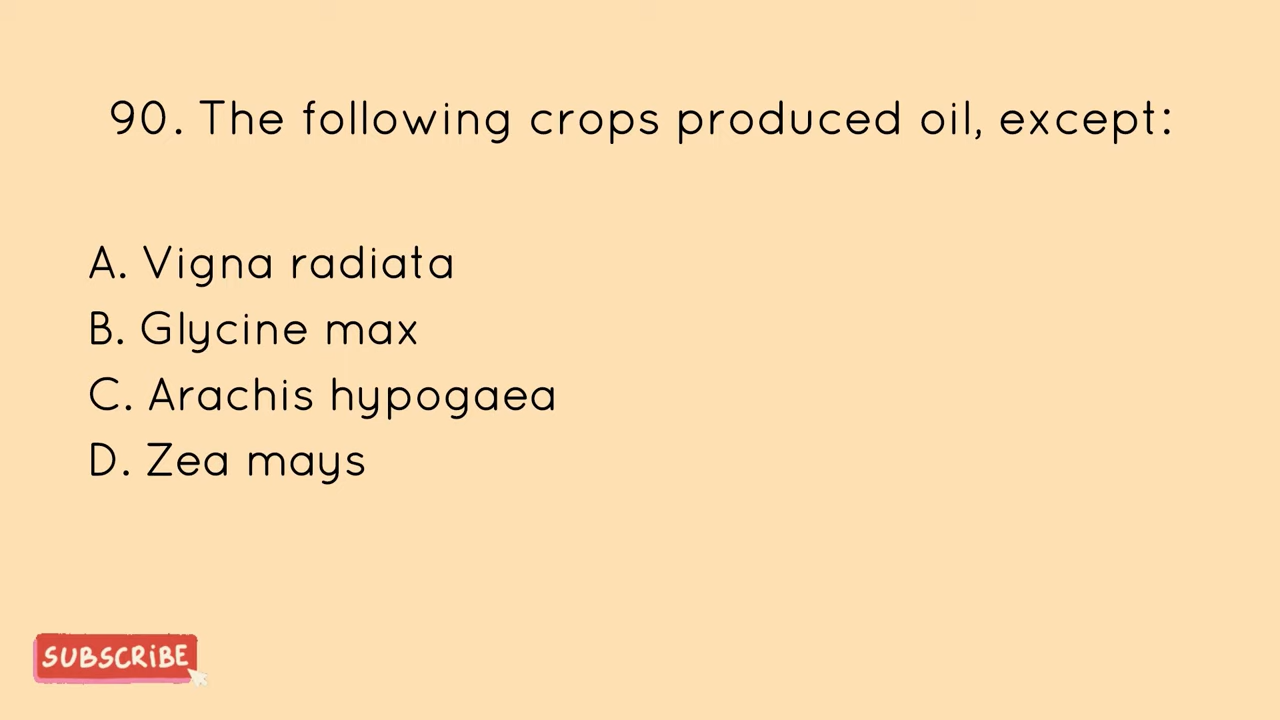 90. The following crops produced oil, except:
A. Vigna radiata
B. Glycine max
C. Arachis hypogaea
D. Zea mays
SUBSCRiBE